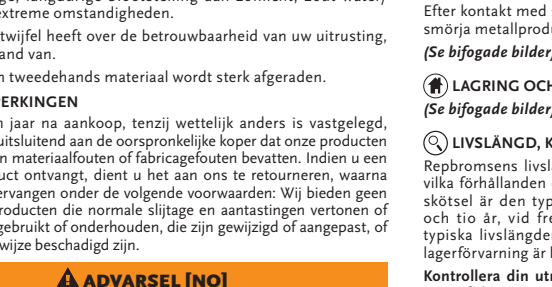 extreme omstandigheden.
twijfel heeft over de betrouwbaarheid van uw uitrusting,
and van.
n tweedehands materiaal wordt sterk afgeraden.
PERKINGEN
n jaar na aankoop, tenzij wettelijk anders is vastgelegd,
uitsluitend aan de oorspronkelijke koper dat onze producten
n materiaalfouten of fabricagefouten bevatten. Indien u een
uct ontvangt, dient u het aan ons te retourneren, waarna
ervangen onder de volgende voorwaarden: Wij bieden geen
roducten die normale slijtage en aantastingen vertonen of
gebruikt of onderhouden, die zijn gewijzigd of aangepast, of
wijze beschadigd zijn.
ADVARSEL [NO]
Efter kontakt med
smörja metallprodu
(Se bifogade bilder
LAGRING OCH
(Se bifogade bilder
LIVSLÄNGD, K
Repbromsens livslä
vilka förhållanden
skötsel är den typ
och tio år, vid fre
typiska livslängde
lagerförvarning är
Kontrollera din utr